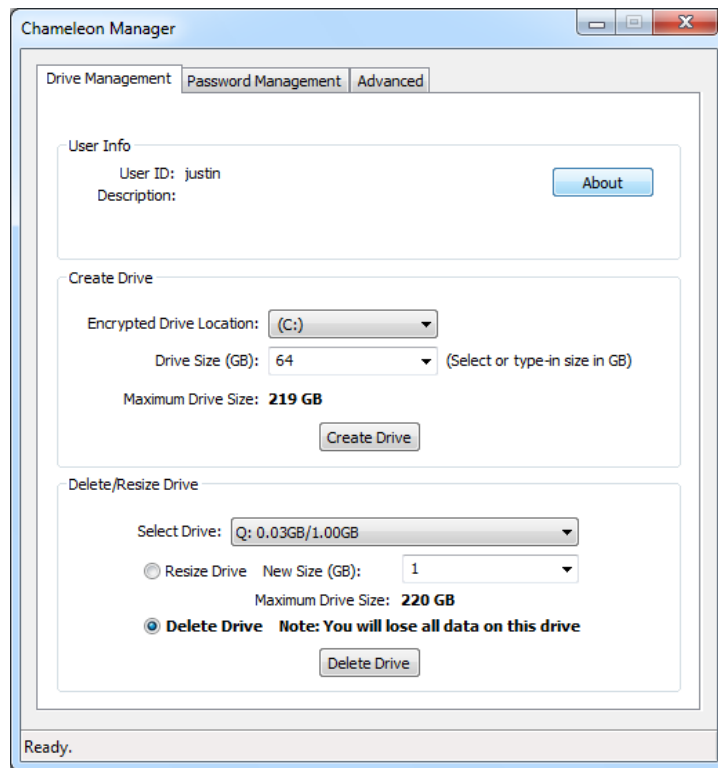 Chameleon Manager
Drive Management Password Management Advanced
User Info
User ID: justin
About
Description:
Create Drive
Encrypted Drive Location: (C:)
Drive Size (GB): 64 (Select or type-in size in GB)
Maximum Drive Size: 219 GB
Create Drive
Delete/Resize Drive
Select Drive: Q: 0.03GB/1.00GB
Resize Drive New Size (GB): 1
Maximum Drive Size: 220 GB
Delete Drive Note: You will lose all data on this drive
Delete Drive
Ready.